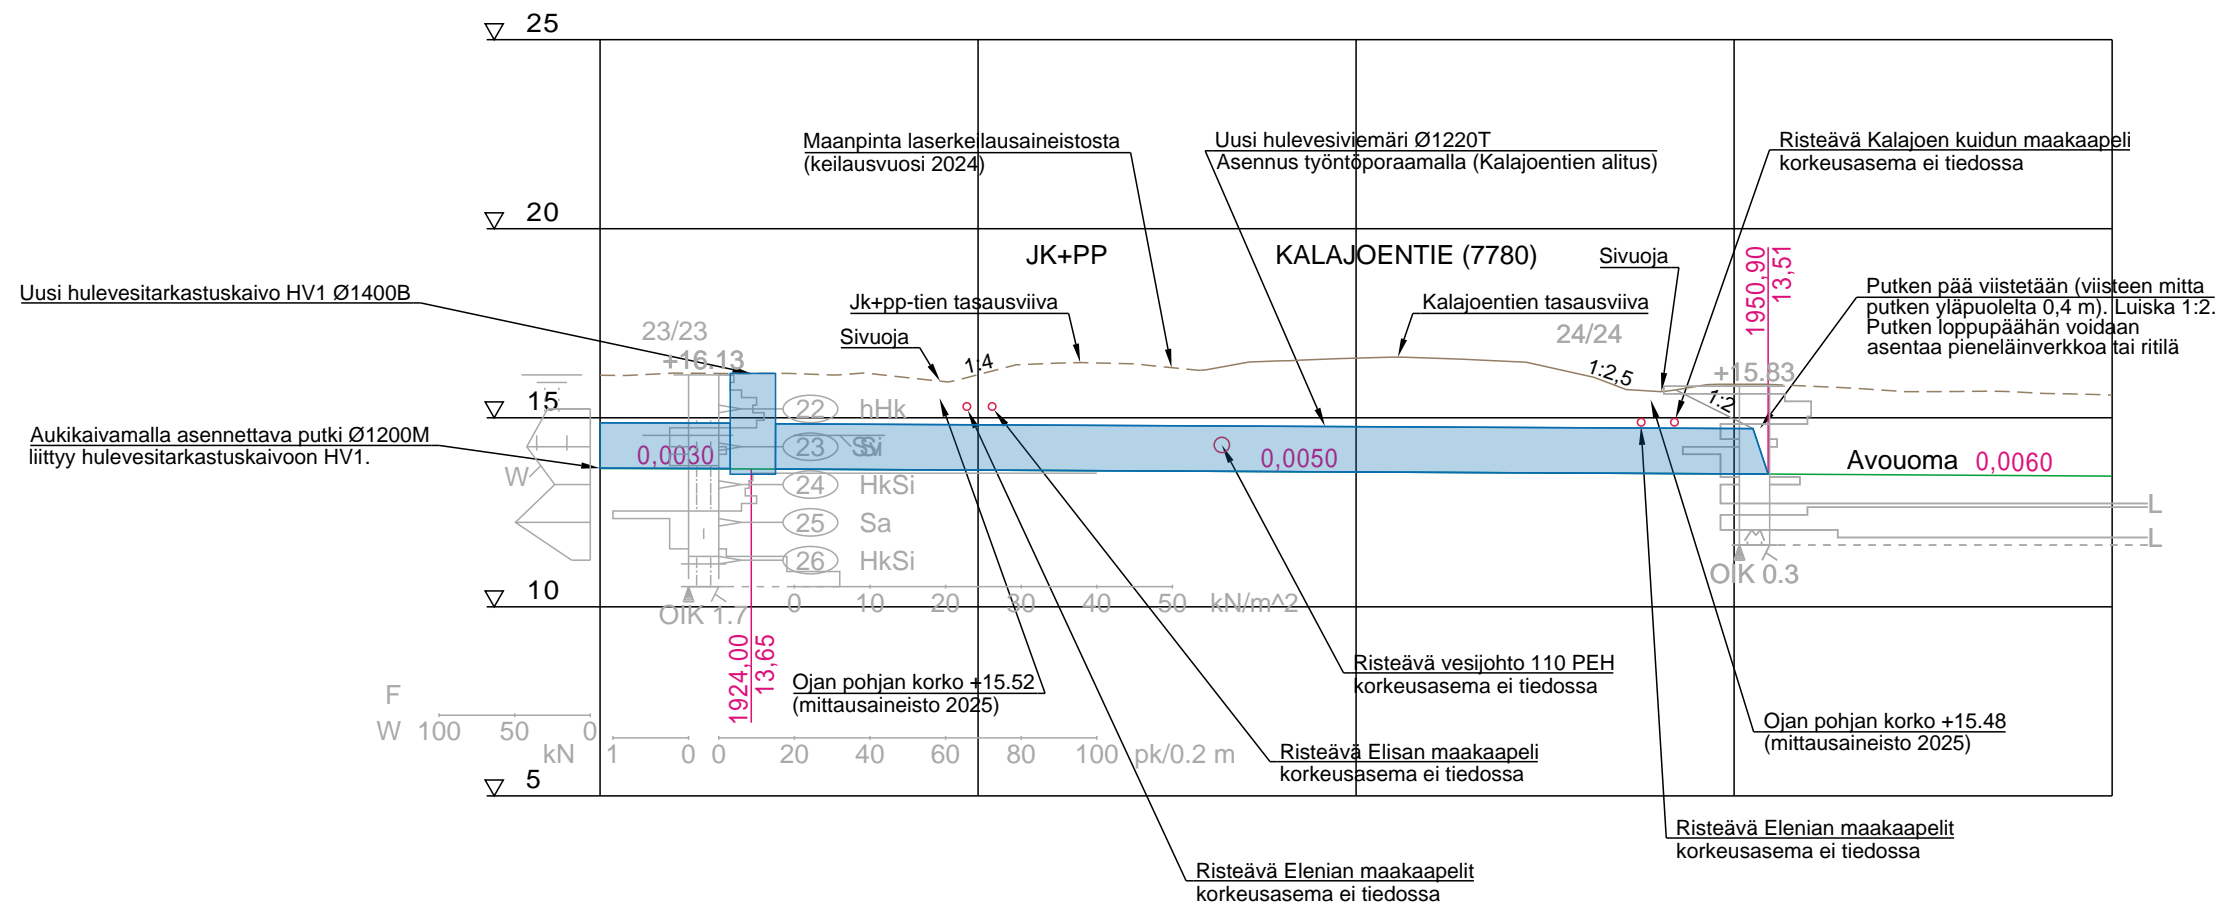 25
20
15
10
5
Maanpinta laserkeilausaineistosta
(keilausvuosi 2024)
Uusi hulevesiviemäri Ø1220T
Asennus työntöporaamalla (Kalajoentien alitus)
Risteävä Kalajoen kuidun maakaapeli
korkeusasema ei tiedossa
JK+PP
KALAJOENTIE (7780)
Sivuoja
1950,90
13,51
Uusi hulevesitarkastuskaivo HV1 Ø1400B
Jk+pp-tien tasausviiva
Kalajoentien tasausviiva
Putken pää viistetään (viisteen mitta
putken yläpuolelta 0,4 m). Luiska 1:2.
Putken loppupäähän voidaan
asentaa pieneläinverkkoa tai ritilä
23/23
+16.13
Sivuoja
1:4
24/24
1:2,5
+15.83
1:2
Aukikaivamalla asennettava putki Ø1200M
liittyy hulevesitarkastuskaivoon HV1.
22 hHk
23 Si
24 HkSi
25 Sa
26 HkSi
W
0,0030
0,0050
Avouoma 0,0060
L
L
OIK 1.7
OIK 0.3
0 10 20 30 40 50 kN/m^2
1924,00
13,65
Ojan pohjan korko +15.52
(mittausaineisto 2025)
Risteävä vesijohto 110 PEH
korkeusasema ei tiedossa
Ojan pohjan korko +15.48
(mittausaineisto 2025)
F
W 100 50 0
kN 1 0 0 20 40 60 80 100 pk/0.2 m
Risteävä Elisan maakaapeli
korkeusasema ei tiedossa
Risteävä Elenian maakaapelit
korkeusasema ei tiedossa
Risteävä Elenian maakaapelit
korkeusasema ei tiedossa